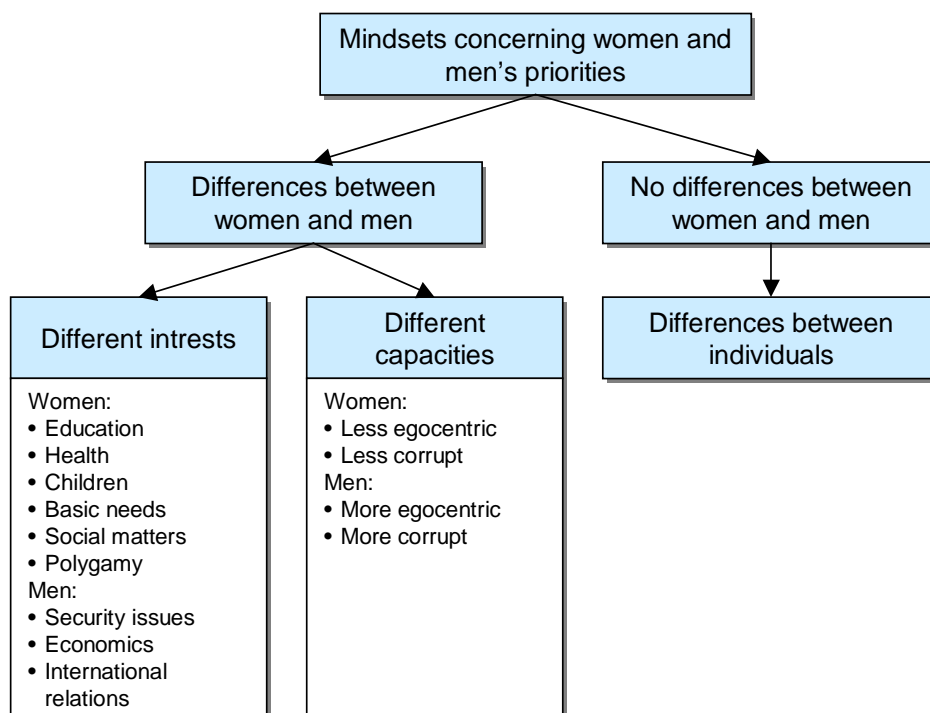 Mindsets concerning women and
men’s priorities
Differences between
women and men
No differences between
women and men
Different intrests
Women:
• Education
• Health
• Children
• Basic needs
• Social matters
• Polygamy
Men:
• Security issues
• Economics
• International
relations
Different
capacities
Women:
• Less egocentric
• Less corrupt
Men:
• More egocentric
• More corrupt
Differences between
individuals